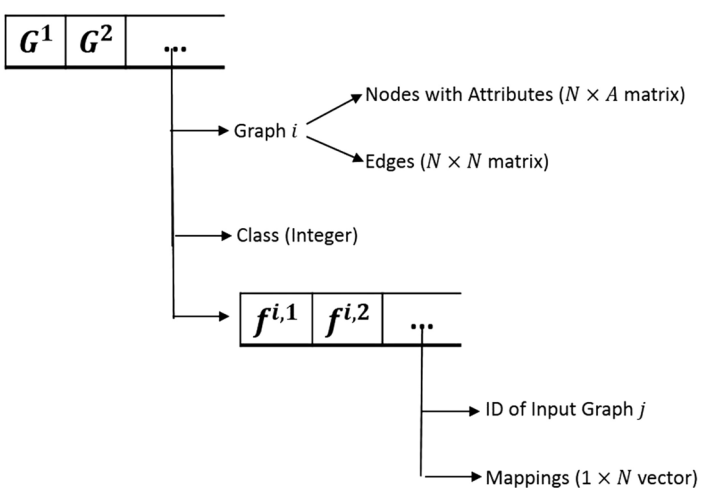 G¹ G² ...
Nodes with Attributes (N × A matrix)
Graph i
Edges (N × N matrix)
Class (Integer)
f^{i,1} f^{i,2} ...
ID of Input Graph j
Mappings (1 × N vector)